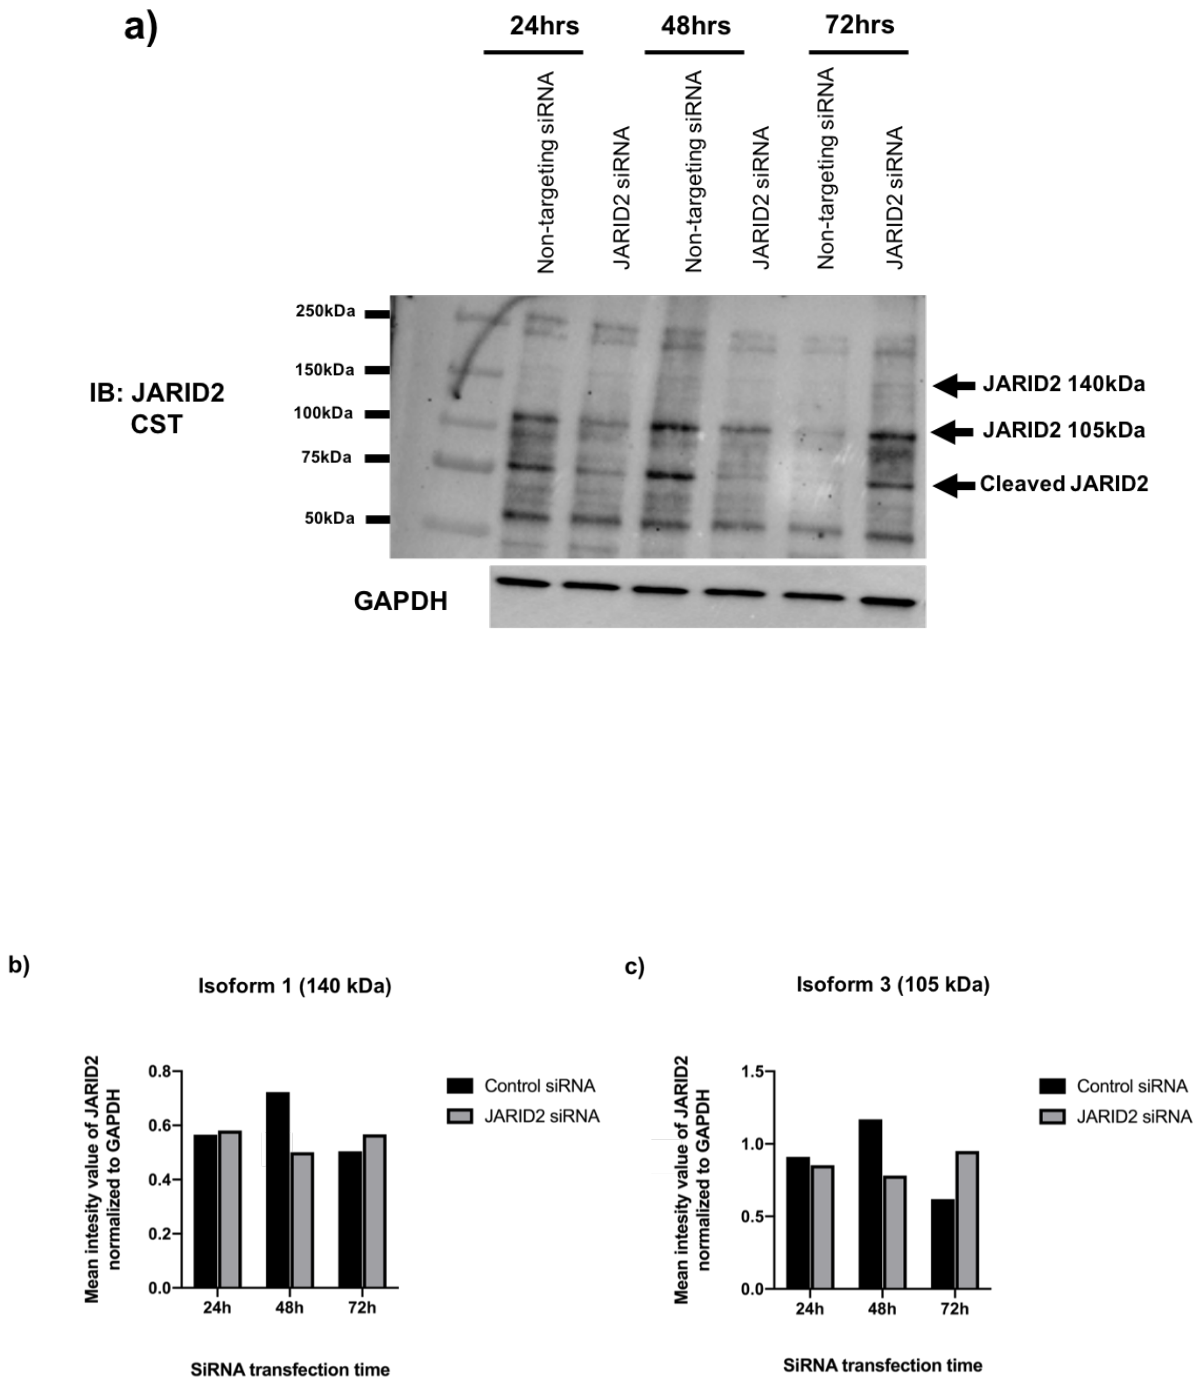 a)
24hrs
48hrs
72hrs
Non-targeting siRNA
JARID2 siRNA
Non-targeting siRNA
JARID2 siRNA
Non-targeting siRNA
JARID2 siRNA
250kDa
150kDa
100kDa
75kDa
50kDa
IB: JARID2
CST
JARID2 140kDa
JARID2 105kDa
Cleaved JARID2
GAPDH
b)
Isoform 1 (140 kDa)
Mean intesity value of JARID2
normalized to GAPDH
0.8
0.6
0.4
0.2
0.0
24h
48h
72h
SiRNA transfection time
Control siRNA
JARID2 siRNA
c)
Isoform 3 (105 kDa)
Mean intesity value of JARID2
normalized to GAPDH
1.5
1.0
0.5
0.0
24h
48h
72h
SiRNA transfection time
Control siRNA
JARID2 siRNA